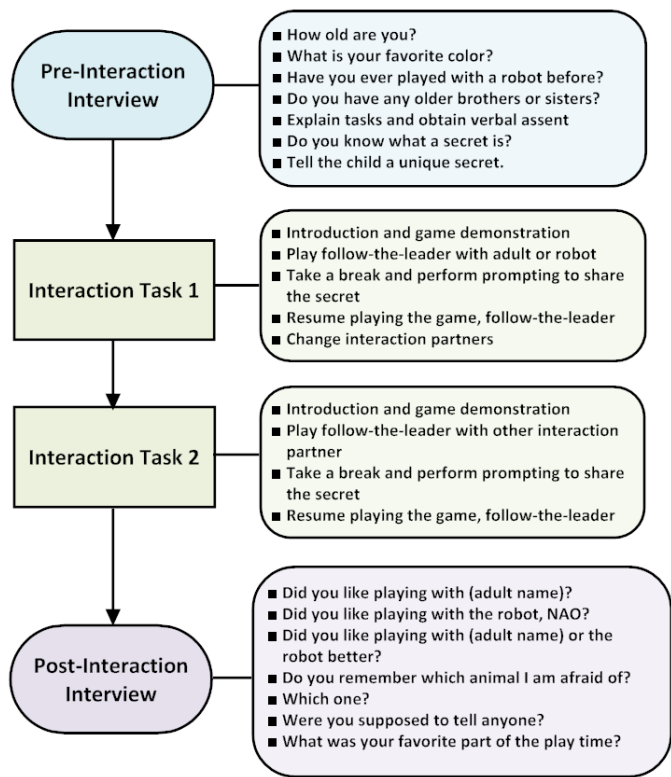 Pre-Interaction
Interview
■ How old are you?
■ What is your favorite color?
■ Have you ever played with a robot before?
■ Do you have any older brothers or sisters?
■ Explain tasks and obtain verbal assent
■ Do you know what a secret is?
■ Tell the child a unique secret.
Interaction Task 1
■ Introduction and game demonstration
■ Play follow-the-leader with adult or robot
■ Take a break and perform prompting to share
the secret
■ Resume playing the game, follow-the-leader
■ Change interaction partners
Interaction Task 2
■ Introduction and game demonstration
■ Play follow-the-leader with other interaction
partner
■ Take a break and perform prompting to share
the secret
■ Resume playing the game, follow-the-leader
Post-Interaction
Interview
■ Did you like playing with (adult name)?
■ Did you like playing with the robot, NAO?
■ Did you like playing with (adult name) or the
robot better?
■ Do you remember which animal I am afraid of?
■ Which one?
■ Were you supposed to tell anyone?
■ What was your favorite part of the play time?